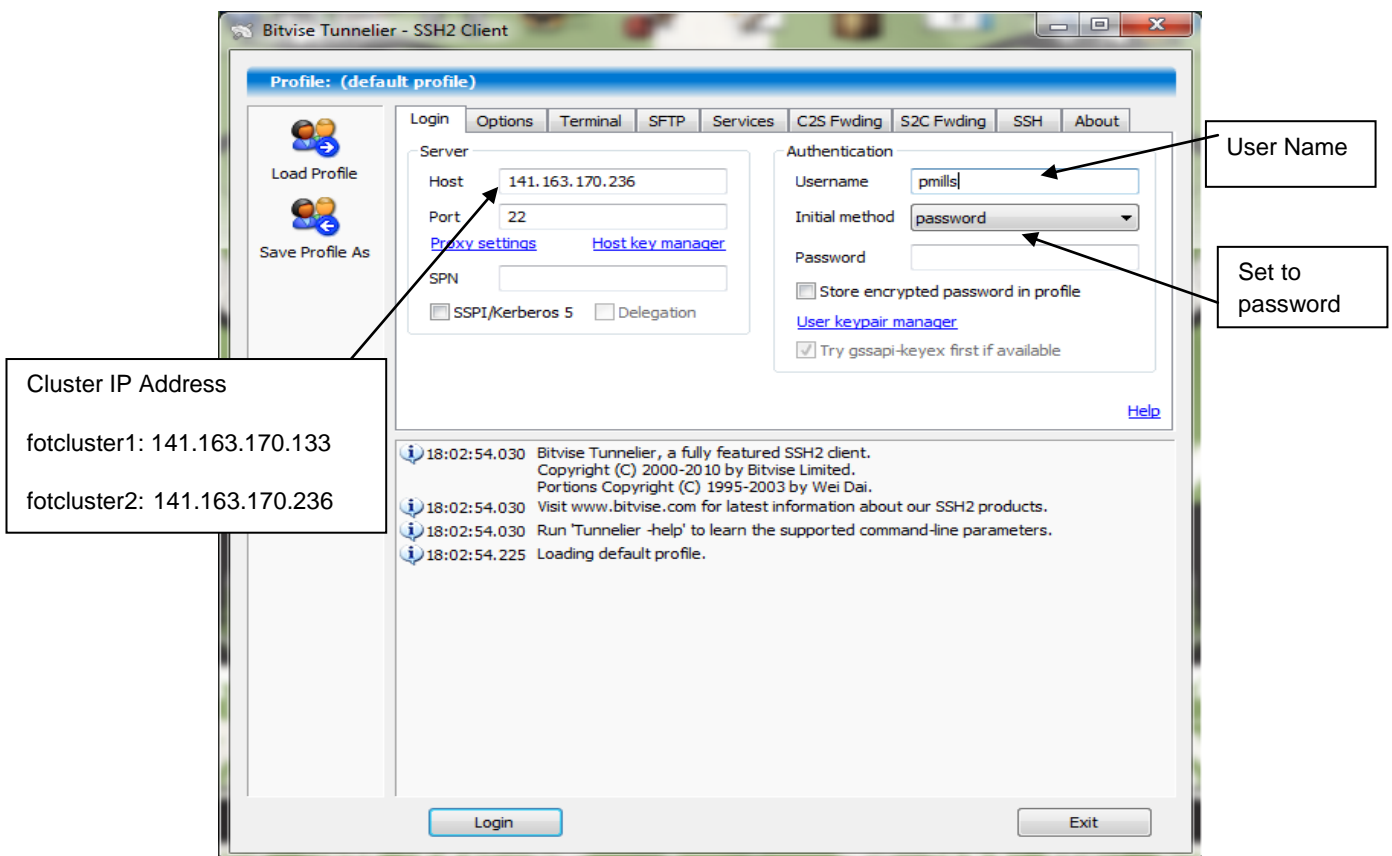 Bitvise Tunnelier - SSH2 Client
Profile: (default profile)
Load Profile
Save Profile As
Login Options Terminal SFTP Services C2S Fwding S2C Fwding SSH About
Server
Host 141.163.170.236
Port 22
Proxy settings Host key manager
SPN
SSPI/Kerberos 5 Delegation
Authentication
Username pmills
Initial method password
Password
Store encrypted password in profile
User keypair manager
Try gssapi-keyex first if available
Help
User Name
Set to
password
Cluster IP Address
fotcluster1: 141.163.170.133
fotcluster2: 141.163.170.236
18:02:54.030 Bitvise Tunnelier, a fully featured SSH2 client.
Copyright (C) 2000-2010 by Bitvise Limited.
Portions Copyright (C) 1995-2003 by Wei Dai.
18:02:54.030 Visit www.bitvise.com for latest information about our SSH2 products.
18:02:54.030 Run 'Tunnelier -help' to learn the supported command-line parameters.
18:02:54.225 Loading default profile.
Login Exit